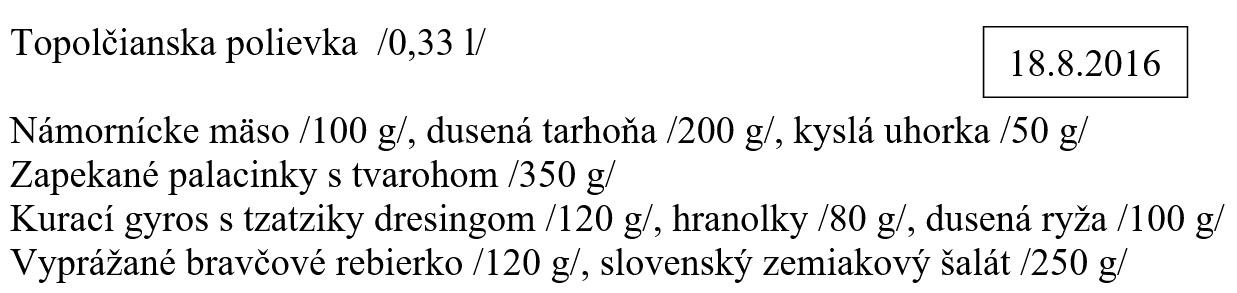 Topolčianska polievka /0,33 l/
18.8.2016
Námornícke mäso /100 g/, dusená tarhoňa /200 g/, kyslá uhorka /50 g/
Zapekané palacinky s tvarohom /350 g/
Kurací gyros s tzatziky dresingom /120 g/, hranolky /80 g/, dusená ryža /100 g/
Vyprážané bravčové rebierko /120 g/, slovenský zemiakový šalát /250 g/